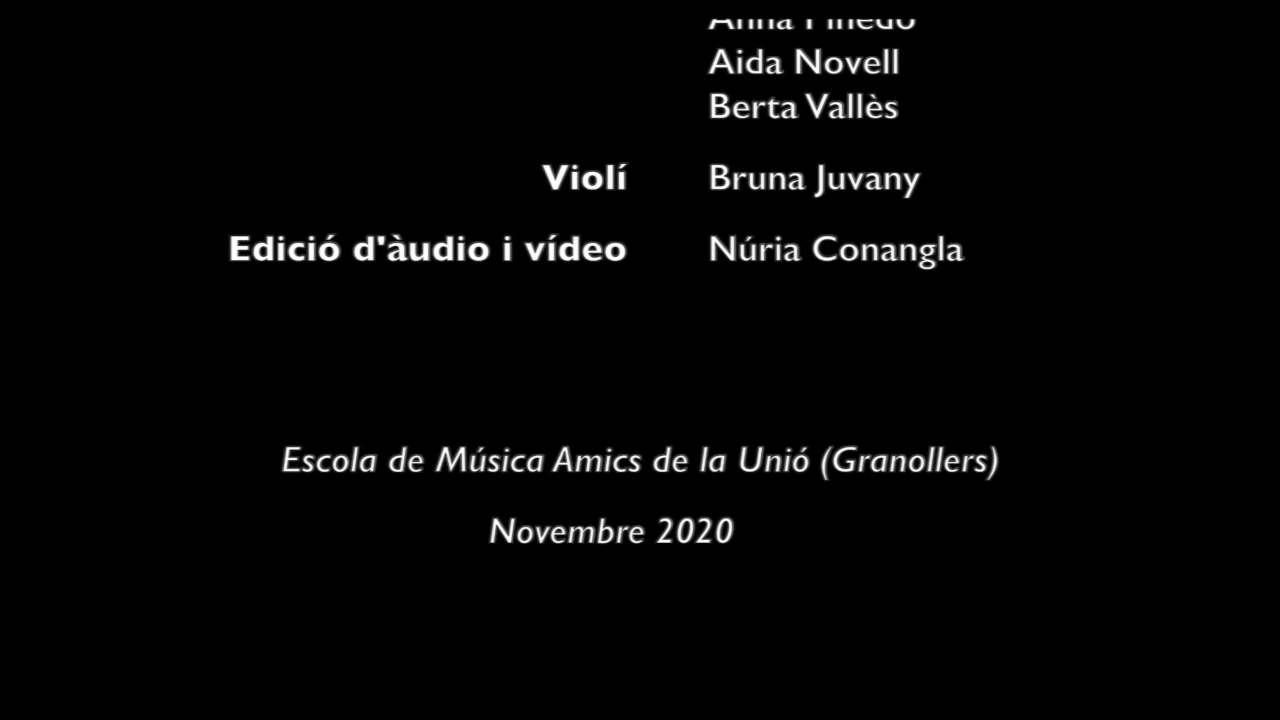 Aida Novell
Berta Vallès
Violí Bruna Juvany
Edició d'àudio i vídeo Núria Conangla
Escola de Música Amics de la Unió (Granollers)
Novembre 2020